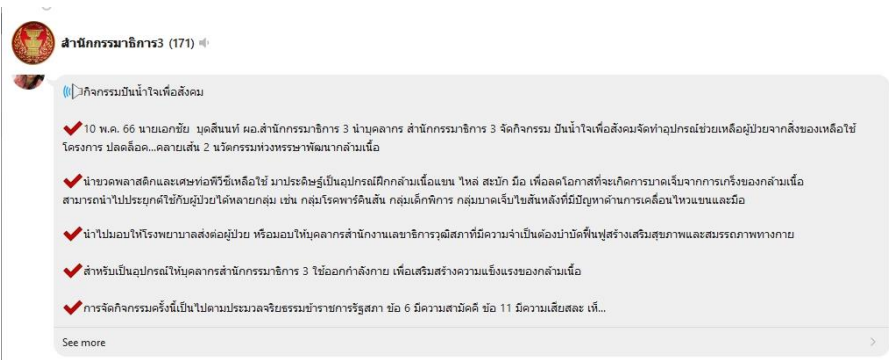 สำนักกรรมาธิการ3 (171)
กิจกรรมปันน้ำใจเพื่อสังคม
10 พ.ค. 66 นายเอกชัย บุดสีนนท์ ผอ.สำนักกรรมาธิการ 3 นำบุคลากร สำนักกรรมาธิการ 3 จัดกิจกรรม ปันน้ำใจเพื่อสังคมจัดทำอุปกรณ์ช่วยเหลือผู้ป่วยจากสิ่งของเหลือใช้
โครงการ ปลดล็อค...คลายเส้น 2 นวัตกรรมห่วงหรรษาพัฒนากล้ามเนื้อ
นำขวดพลาสติกและเศษท่อพีวีซีเหลือใช้ มาประดิษฐ์เป็นอุปกรณ์ฝึกกล้ามเนื้อแขน ไหล่ สะบัก มือ เพื่อลดโอกาสที่จะเกิดการบาดเจ็บจากการเกร็งของกล้ามเนื้อ
สามารถนำไปประยุกต์ใช้กับผู้ป่วยได้หลายกลุ่ม เช่น กลุ่มโรคพาร์คินสัน กลุ่มเด็กพิการ กลุ่มบาดเจ็บไขสันหลังที่มีปัญหาด้านการเคลื่อนไหวแขนและมือ
นำไปมอบให้โรงพยาบาลส่งต่อผู้ป่วย หรือมอบให้บุคลากรสำนักงานเลขาธิการวุฒิสภาที่มีความจำเป็นต้องบำบัดฟื้นฟูสร้างเสริมสุขภาพและสมรรถภาพทางกาย
สำหรับเป็นอุปกรณ์ให้บุคลากรสำนักกรรมาธิการ 3 ใช้ออกกำลังกาย เพื่อเสริมสร้างความแข็งแรงของกล้ามเนื้อ
การจัดกิจกรรมครั้งนี้เป็นไปตามประมวลจริยธรรมข้าราชการรัฐสภา ข้อ 6 มีความสามัคคี ข้อ 11 มีความเสียสละ เห็...
See more